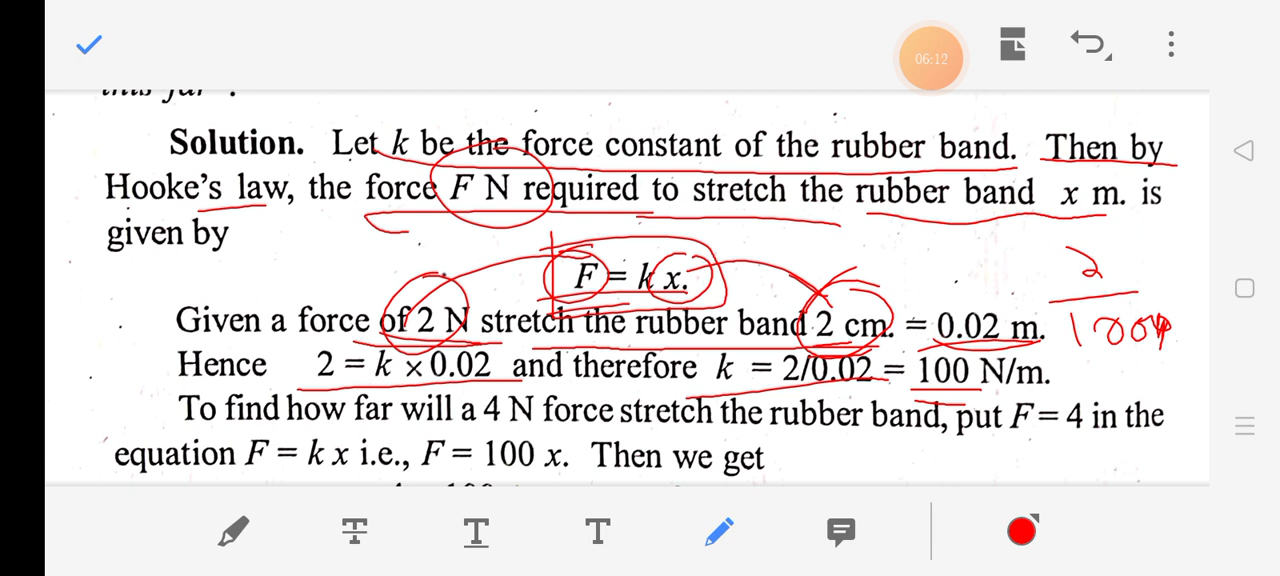 06:12
this far" .
Solution. Let k be the force constant of the rubber band. Then by
Hooke's law, the force F N required to stretch the rubber band x m. is
given by
F = k x.
Given a force of 2 N stretch the rubber band 2 cm. = 0.02 m.
Hence 2 = k × 0.02 and therefore k = 2/0.02 = 100 N/m.
To find how far will a 4 N force stretch the rubber band, put F = 4 in the
equation F = k x i.e., F = 100 x. Then we get
2
T T T